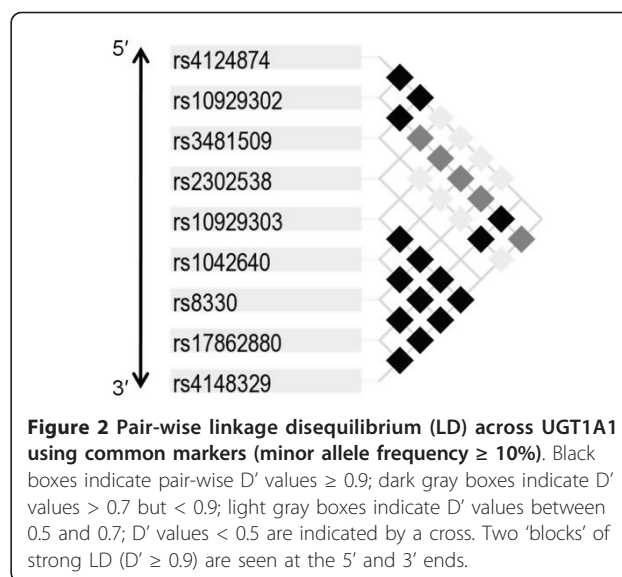 5′
rs4124874
rs10929302
rs3481509
rs2302538
rs10929303
rs1042640
rs8330
rs17862880
rs4148329
3′
Figure 2 Pair-wise linkage disequilibrium (LD) across UGT1A1
using common markers (minor allele frequency ≥ 10%). Black
boxes indicate pair-wise D’ values ≥ 0.9; dark gray boxes indicate D’
values > 0.7 but < 0.9; light gray boxes indicate D’ values between
0.5 and 0.7; D’ values < 0.5 are indicated by a cross. Two ‘blocks’ of
strong LD (D’ ≥ 0.9) are seen at the 5’ and 3’ ends.